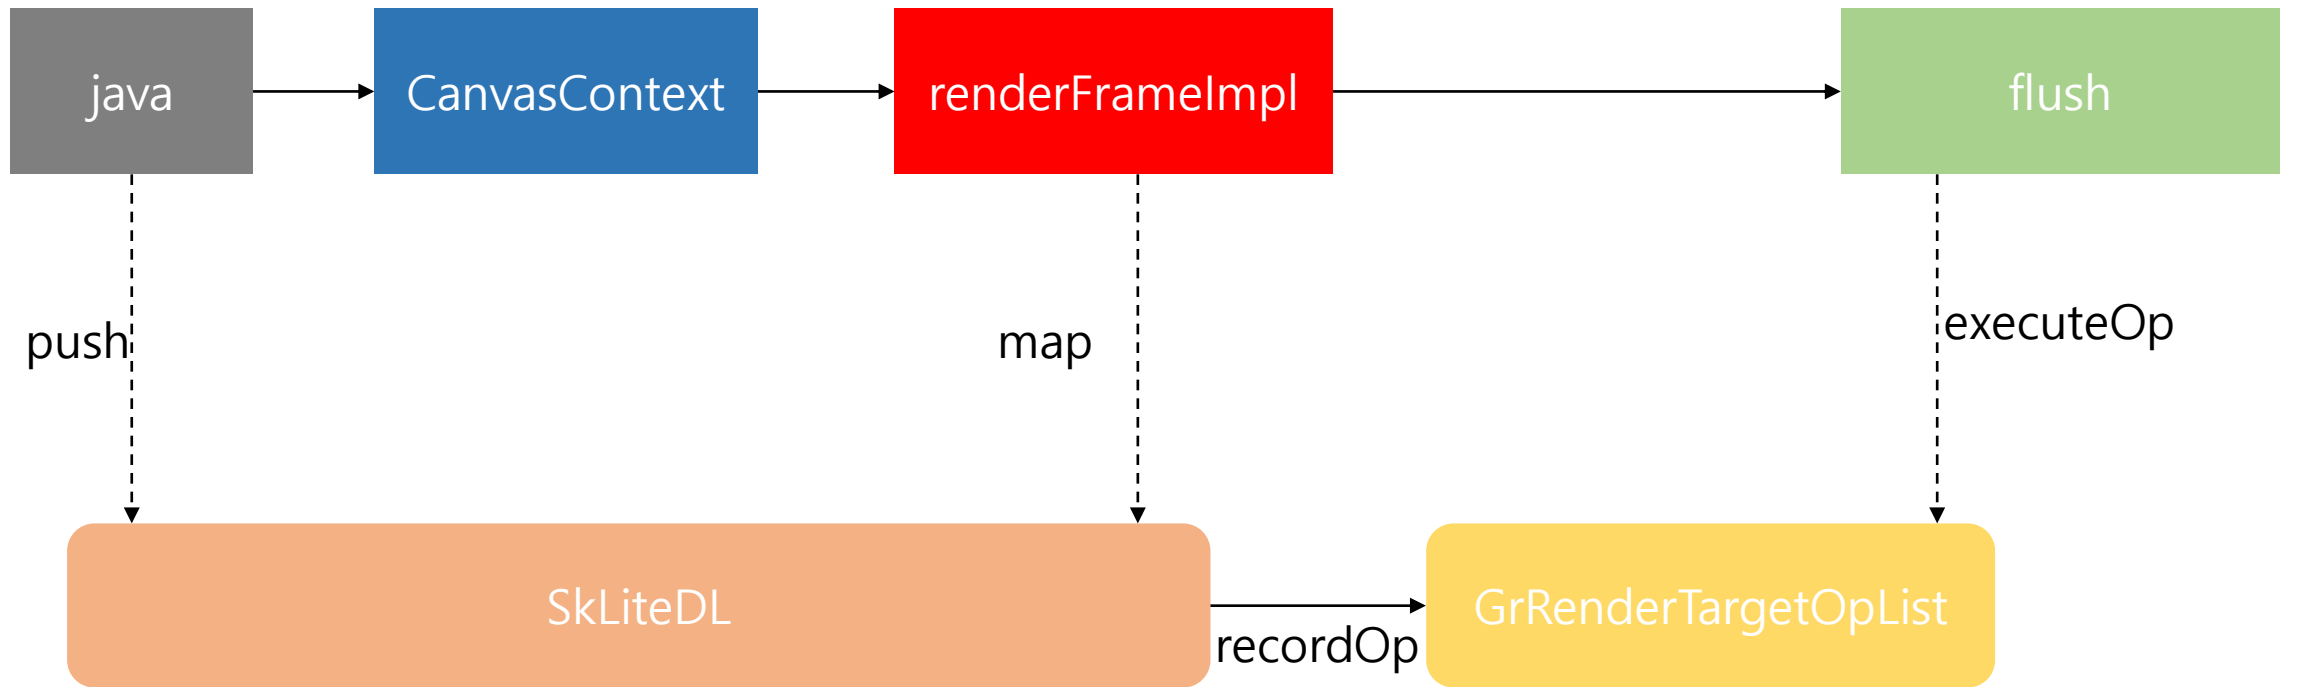 java
CanvasContext
renderFrameImpl
flush
push
map
executeOp
SkLiteDL
recordOp
GrRenderTargetOpList